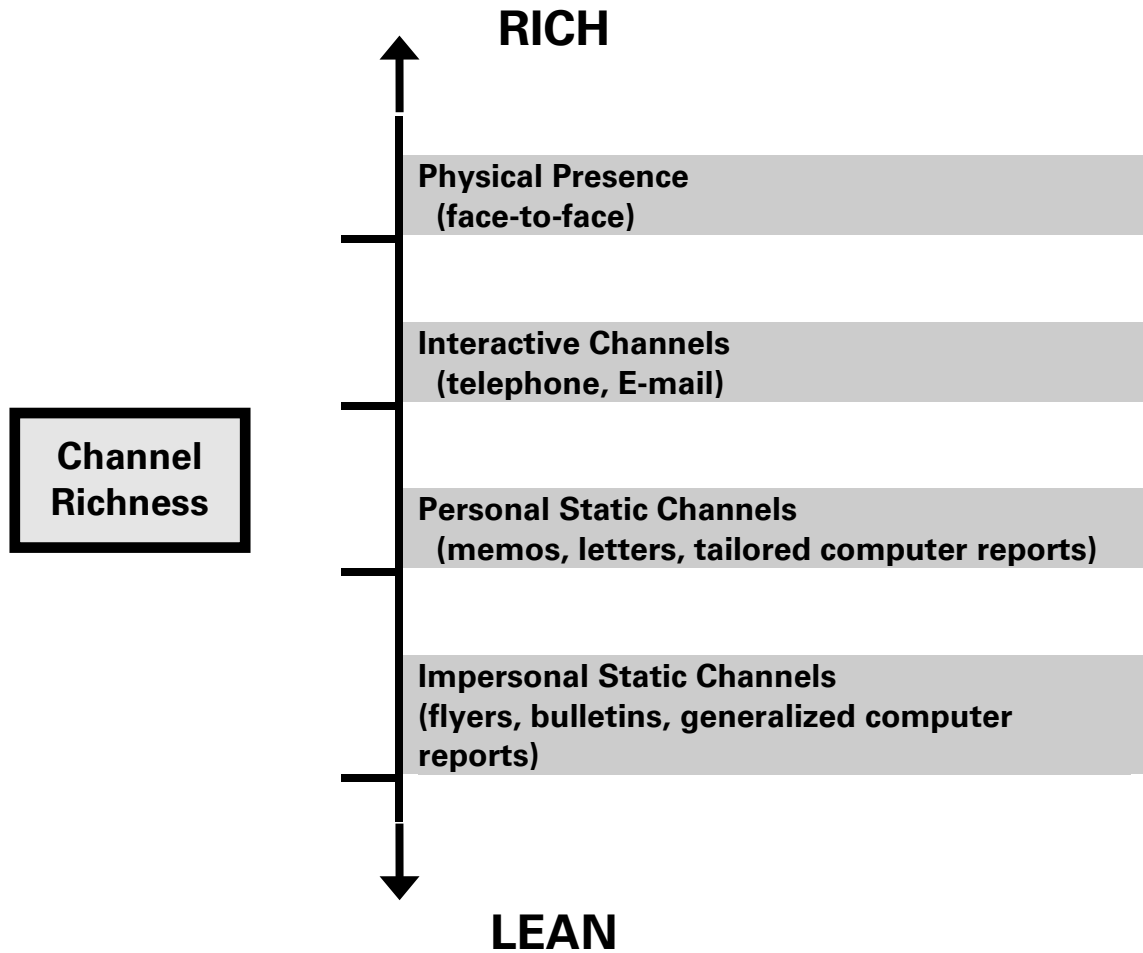 RICH
Physical Presence
(face-to-face)
Interactive Channels
(telephone, E-mail)
Channel
Richness
Personal Static Channels
(memos, letters, tailored computer reports)
Impersonal Static Channels
(flyers, bulletins, generalized computer
reports)
LEAN